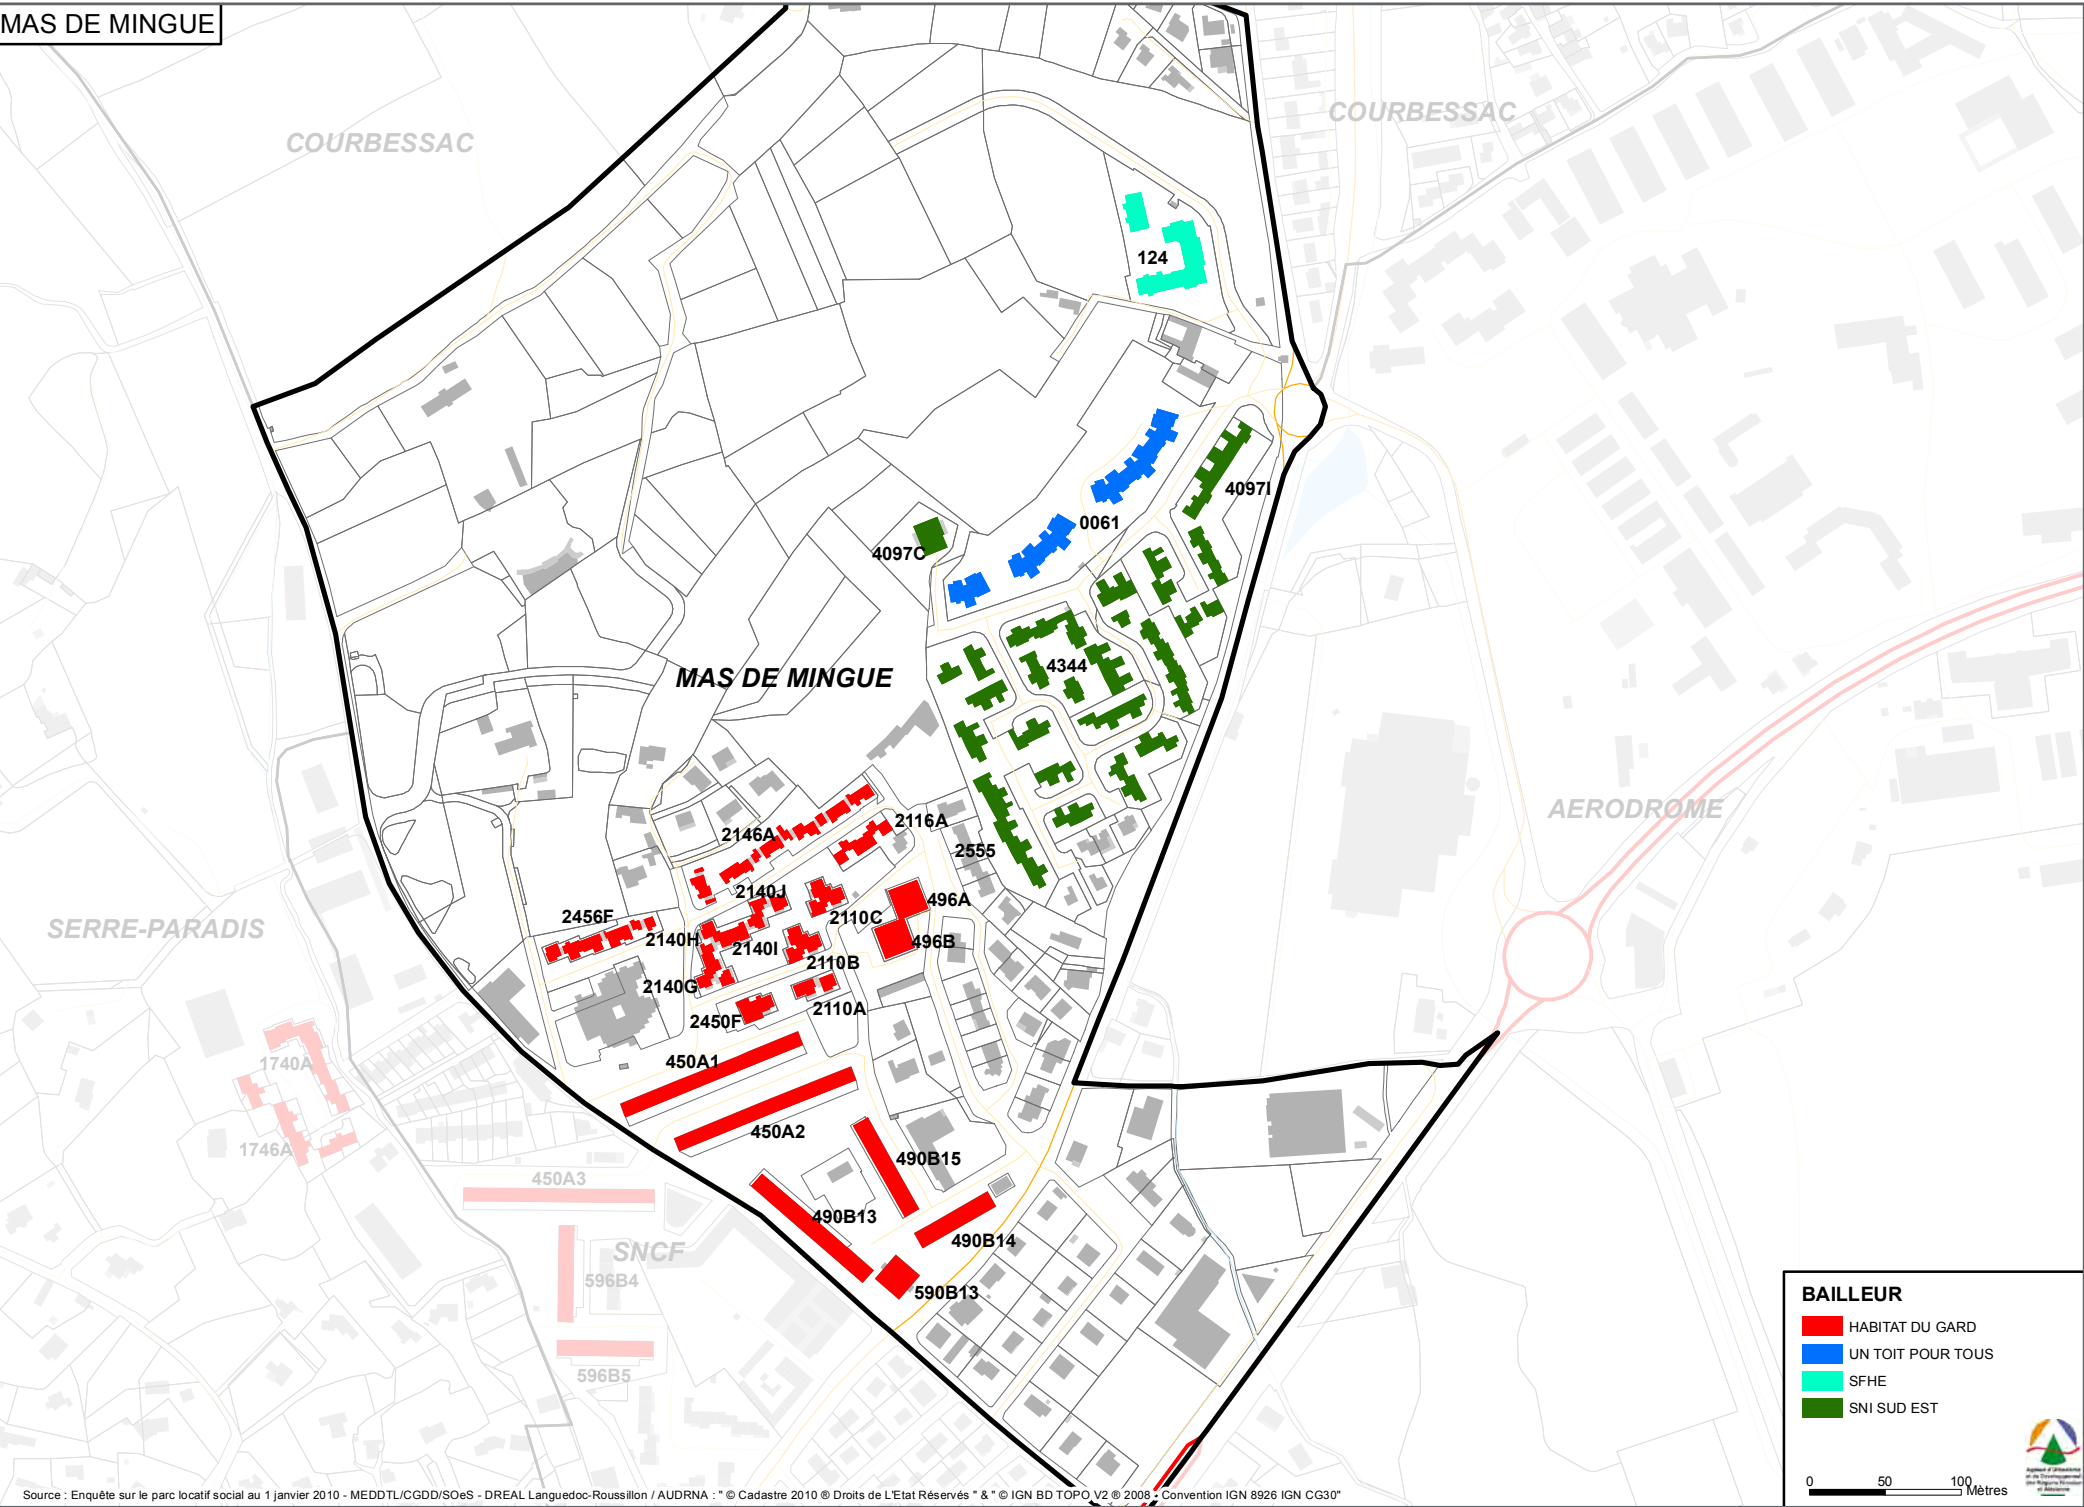 MAS DE MINGUE
COURBESSAC
COURBESSAC
124
4097I
0061
4097C
4344
MAS DE MINGUE
AERODROME
2146A
2116A
2555
2140J
496A
2456F
2110C
SERRE-PARADIS
2140H
2140I
496B
2110B
2140G
2110A
2450F
450A1
1740A
450A2
1746A
490B15
450A3
490B13
490B14
SNCF
596B4
590B13
596B5
BAILLEUR
HABITAT DU GARD
UN TOIT POUR TOUS
SFHE
SNI SUD EST
0 50 100
Mètres
Source : Enquête sur le parc locatif social au 1 janvier 2010 - MEDDTL/CGDD/SOeS - DREAL Languedoc-Roussillon / AUDRNA : " © Cadastre 2010 ® Droits de L'Etat Réservés " & " © IGN BD TOPO V2 ® 2008 - Convention IGN 8926 IGN CG30"